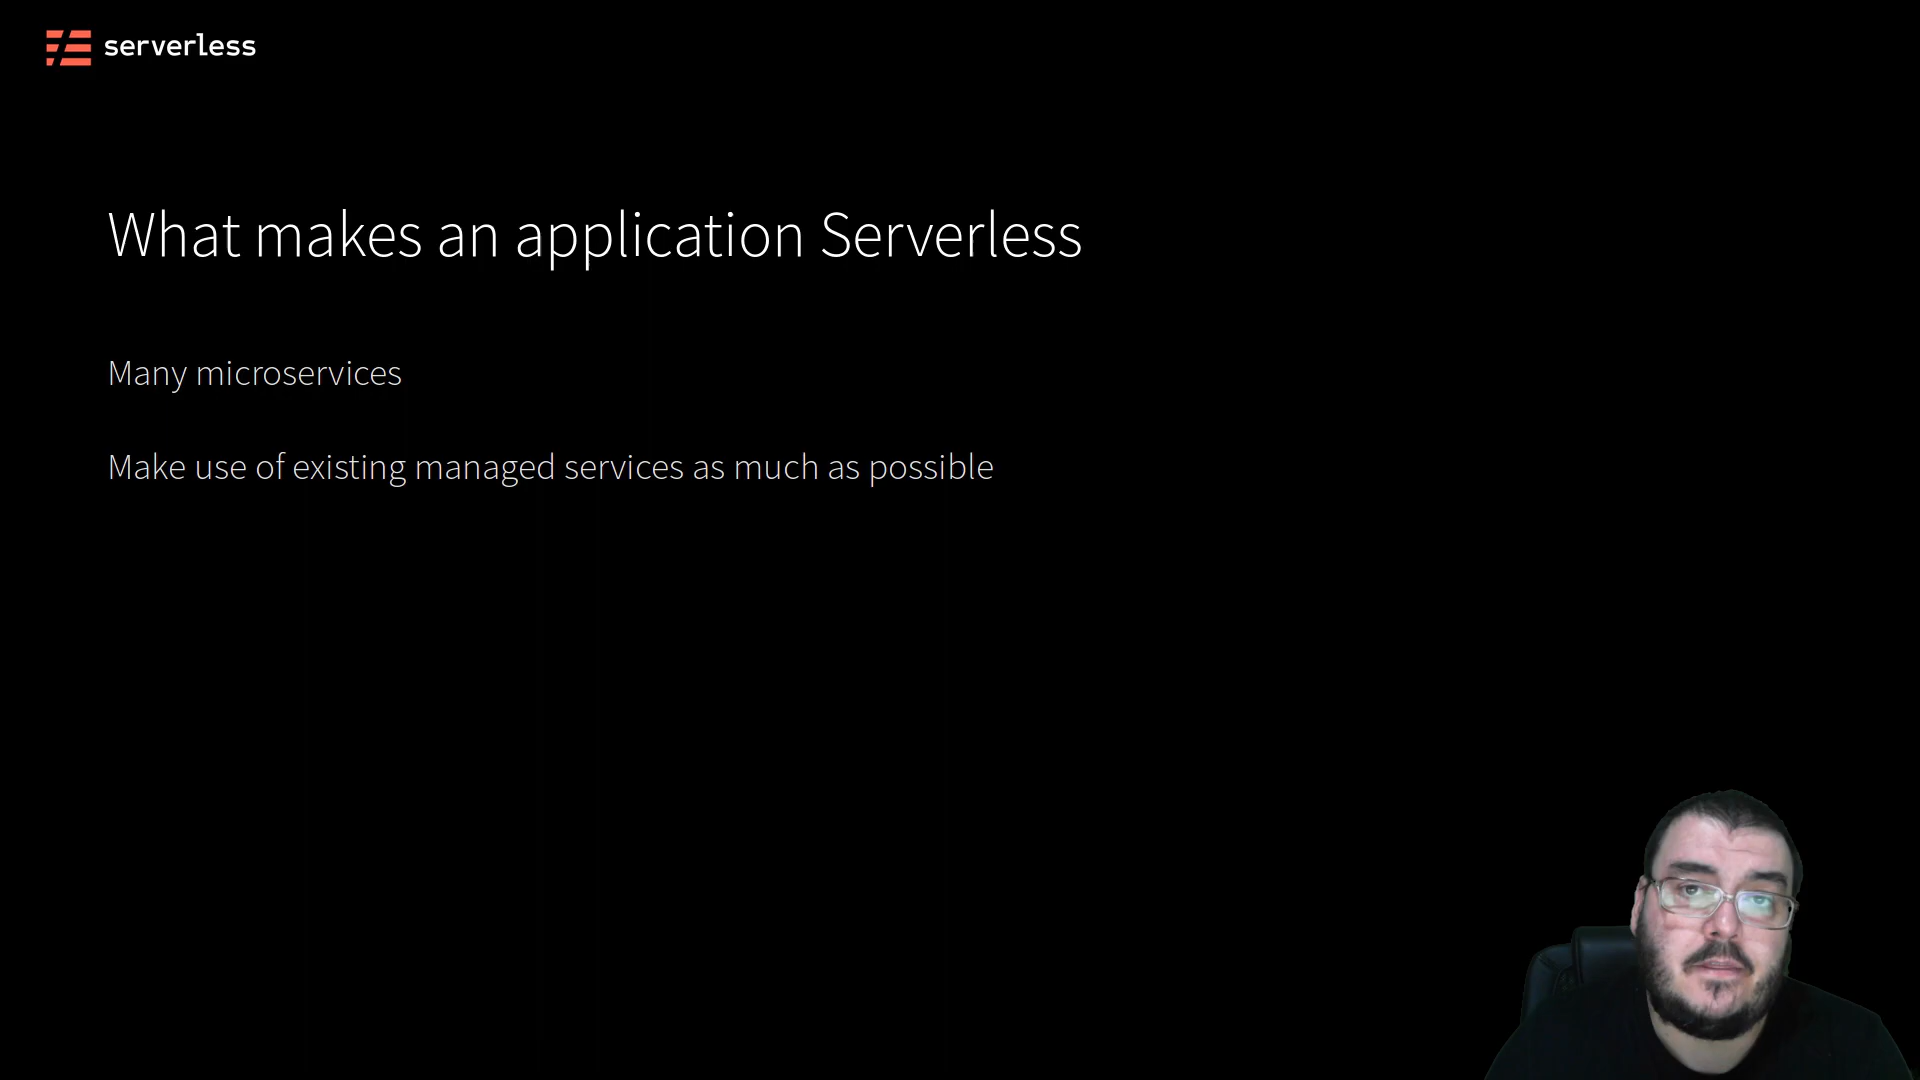 serverless
What makes an application Serverless
Many microservices
Make use of existing managed services as much as possible